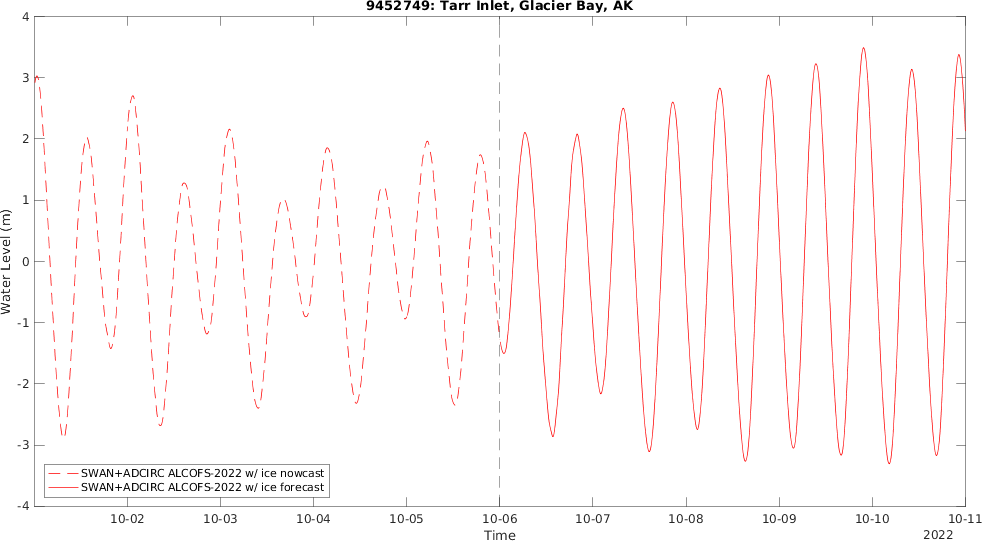 9452749: Tarr Inlet, Glacier Bay, AK
4
3
2
1
0
-1
-2
-3
-4
Water Level (m)
SWAN+ADCIRC ALCOFS-2022 w/ ice nowcast
SWAN+ADCIRC ALCOFS-2022 w/ ice forecast
10-02 10-03 10-04 10-05 10-06 10-07 10-08 10-09 10-10 10-11
Time
2022